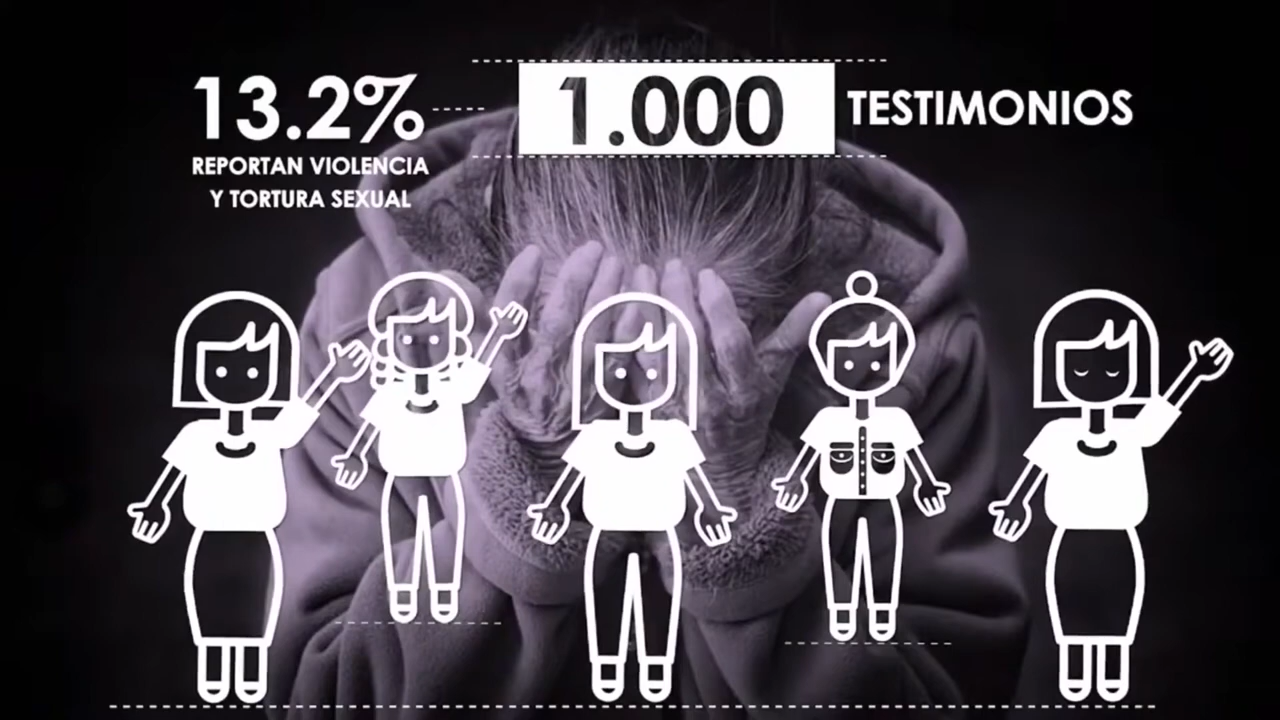 13.2%
REPORTAN VIOLENCIA
Y TORTURA SEXUAL
1.000
TESTIMONIOS